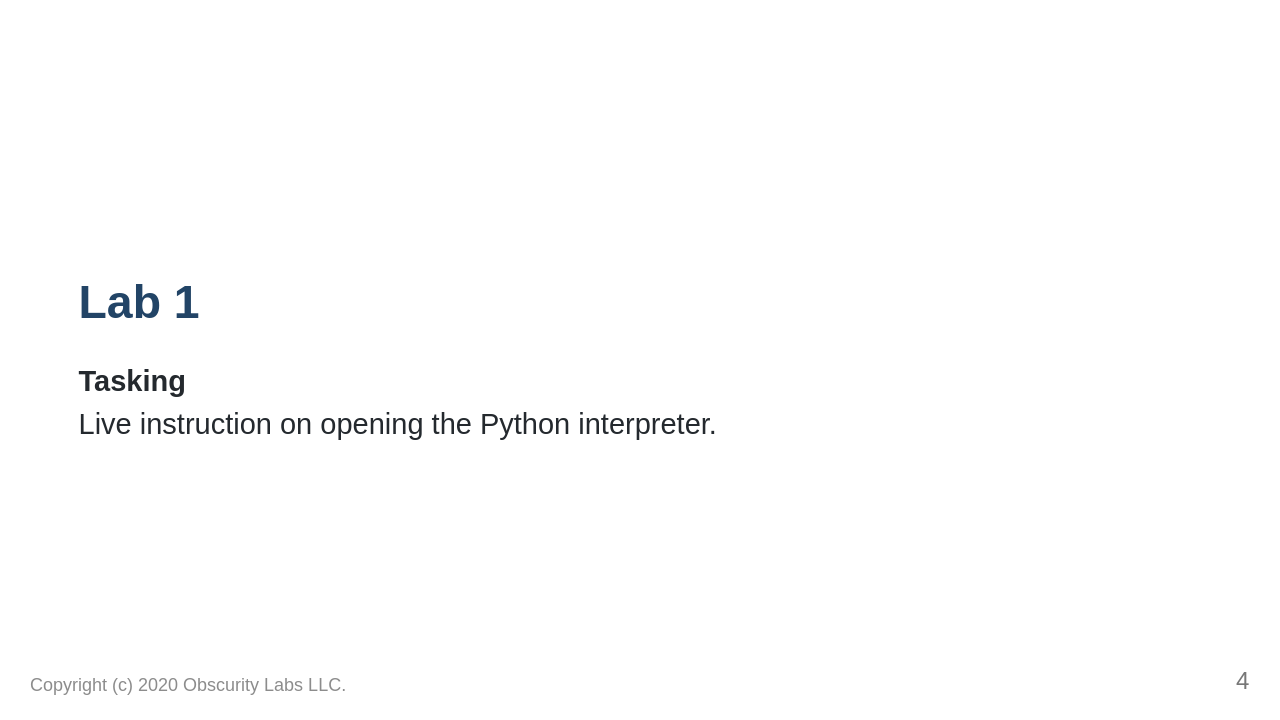 Lab 1
Tasking
Live instruction on opening the Python interpreter.
Copyright (c) 2020 Obscurity Labs LLC.
4